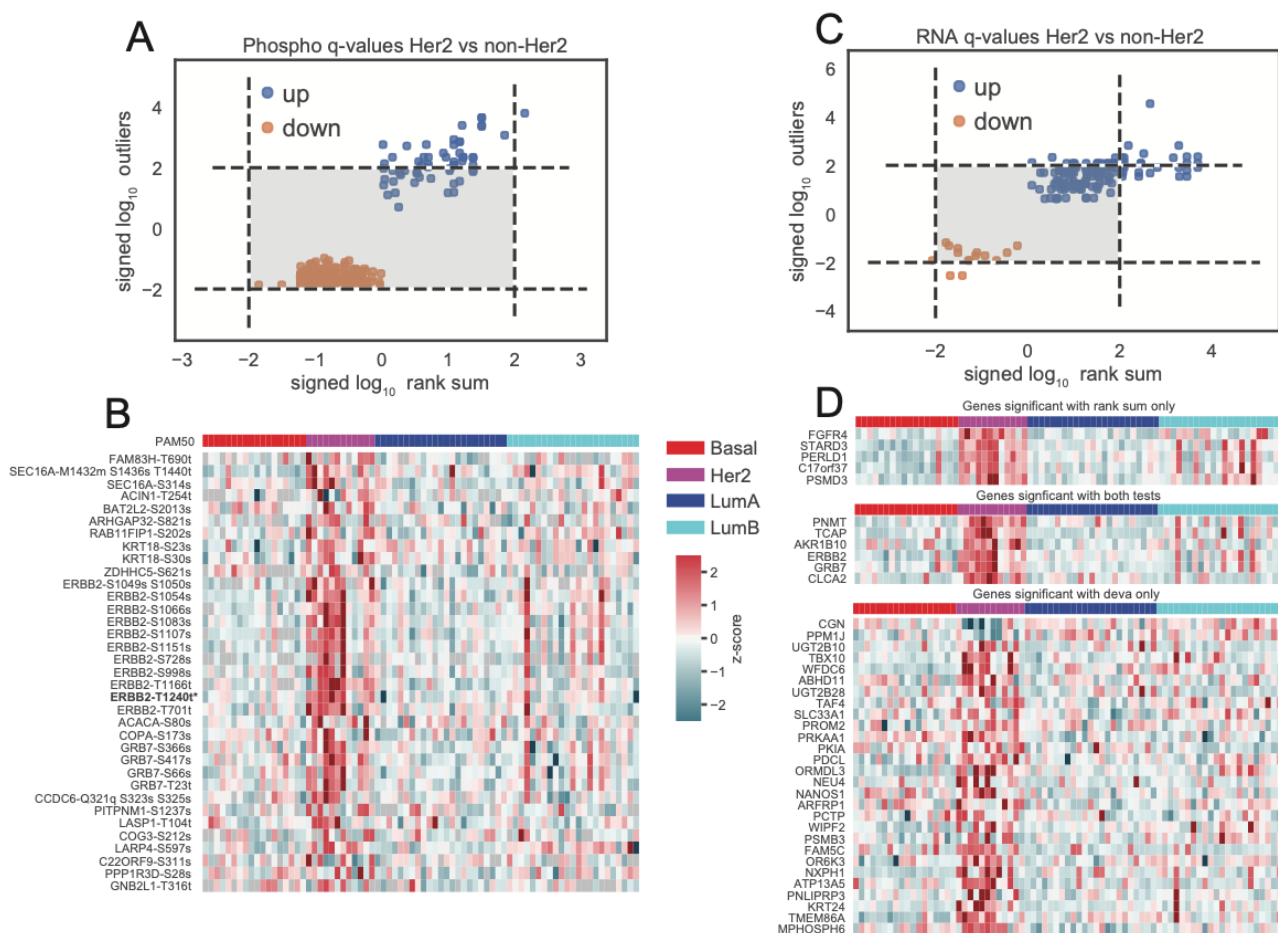 A
Phospho q-values Her2 vs non-Her2
signed log10 outliers
4
2
0
−2
up
down
−3
−2
−1
0
1
2
3
signed log10 rank sum
B
PAM50
FAM83H-T690t
SEC16A-M1432m S1436s T1440t
SEC16A-S314s
ACIN1-T254t
BAT2L2-S2013s
ARHGAP32-S821s
RAB11FIP1-S202s
KRT18-S23s
KRT18-S30s
ZDHHC5-S621s
ERBB2-S1049s S1050s
ERBB2-S1054s
ERBB2-S1066s
ERBB2-S1083s
ERBB2-S1107s
ERBB2-S1151s
ERBB2-S728s
ERBB2-S998s
ERBB2-T1166t
ERBB2-T1240t*
ERBB2-T701t
ACACA-S80s
COPA-S173s
GRB7-S366s
GRB7-S417s
GRB7-S66s
GRB7-T23t
CCDC6-Q321q S323s S325s
PITPNM1-S1237s
LASP1-T104t
COG3-S212s
LARP4-S597s
C22ORF9-S311s
PPP1R3D-S28s
GNB2L1-T316t
Basal
Her2
LumA
LumB
2
1
0
−1
−2
z-score
C
RNA q-values Her2 vs non-Her2
signed log10 outliers
6
4
2
0
−2
−4
up
down
−2
0
2
4
signed log10 rank sum
D
Genes significant with rank sum only
FGFR4
STARD3
PERLD1
C17orf37
PSMD3
Genes signficant with both tests
PNMT
TCAP
AKR1B10
ERBB2
GRB7
CLCA2
Genes significant with deva only
CGN
PPM1J
UGT2B10
TBX10
WFDC6
ABHD11
UGT2B28
TAF4
SLC33A1
PROM2
PRKAA1
PKIA
PDCL
ORMDL3
NEU4
NANOS1
ARFRP1
PCTP
WIPF2
PSMB3
FAM5C
OR6K3
NXPH1
ATP13A5
PNLIPRP3
KRT24
TMEM86A
MPHOSPH6